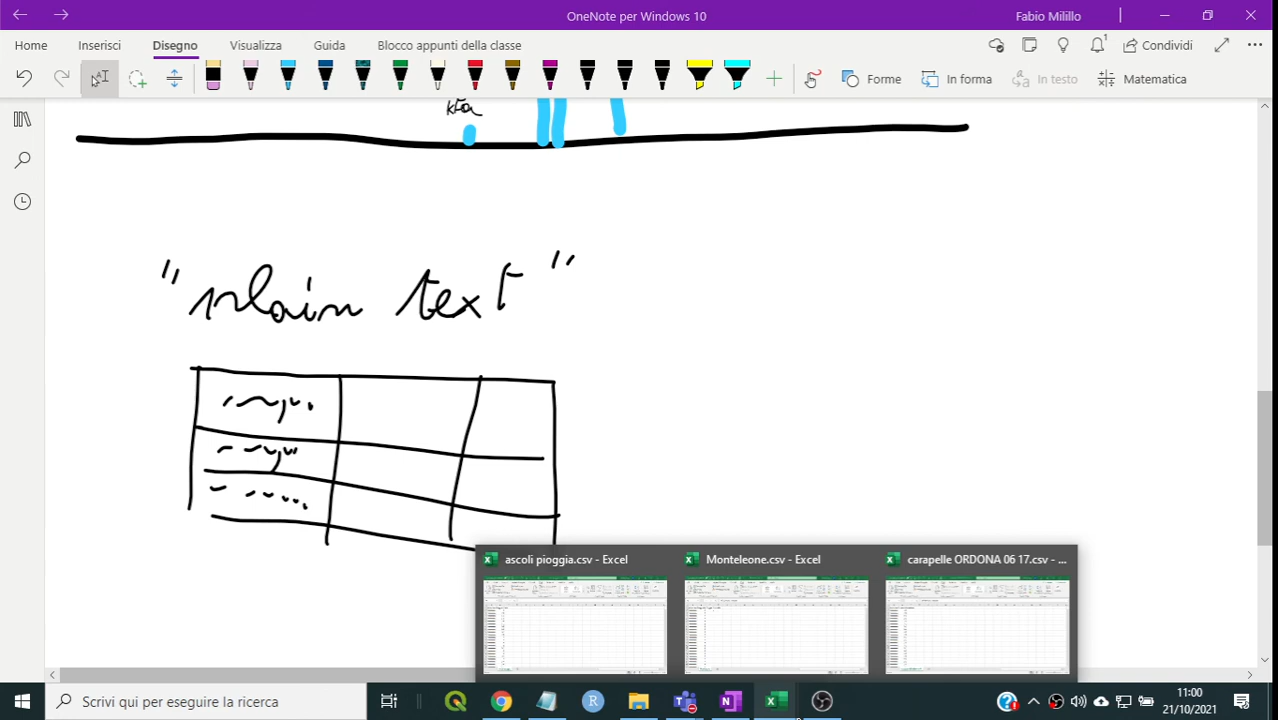 OneNote per Windows 10
Fabio Milillo
Home Inserisci Disegno Visualizza Guida Blocco appunti della classe
Condividi
Forme In forma In testo Matematica
"plain text"
ascoli pioggia.csv - Excel Monteleone.csv - Excel carapelle ORDONA 06 17.csv - ...
Scrivi qui per eseguire la ricerca
11:00
21/10/2021